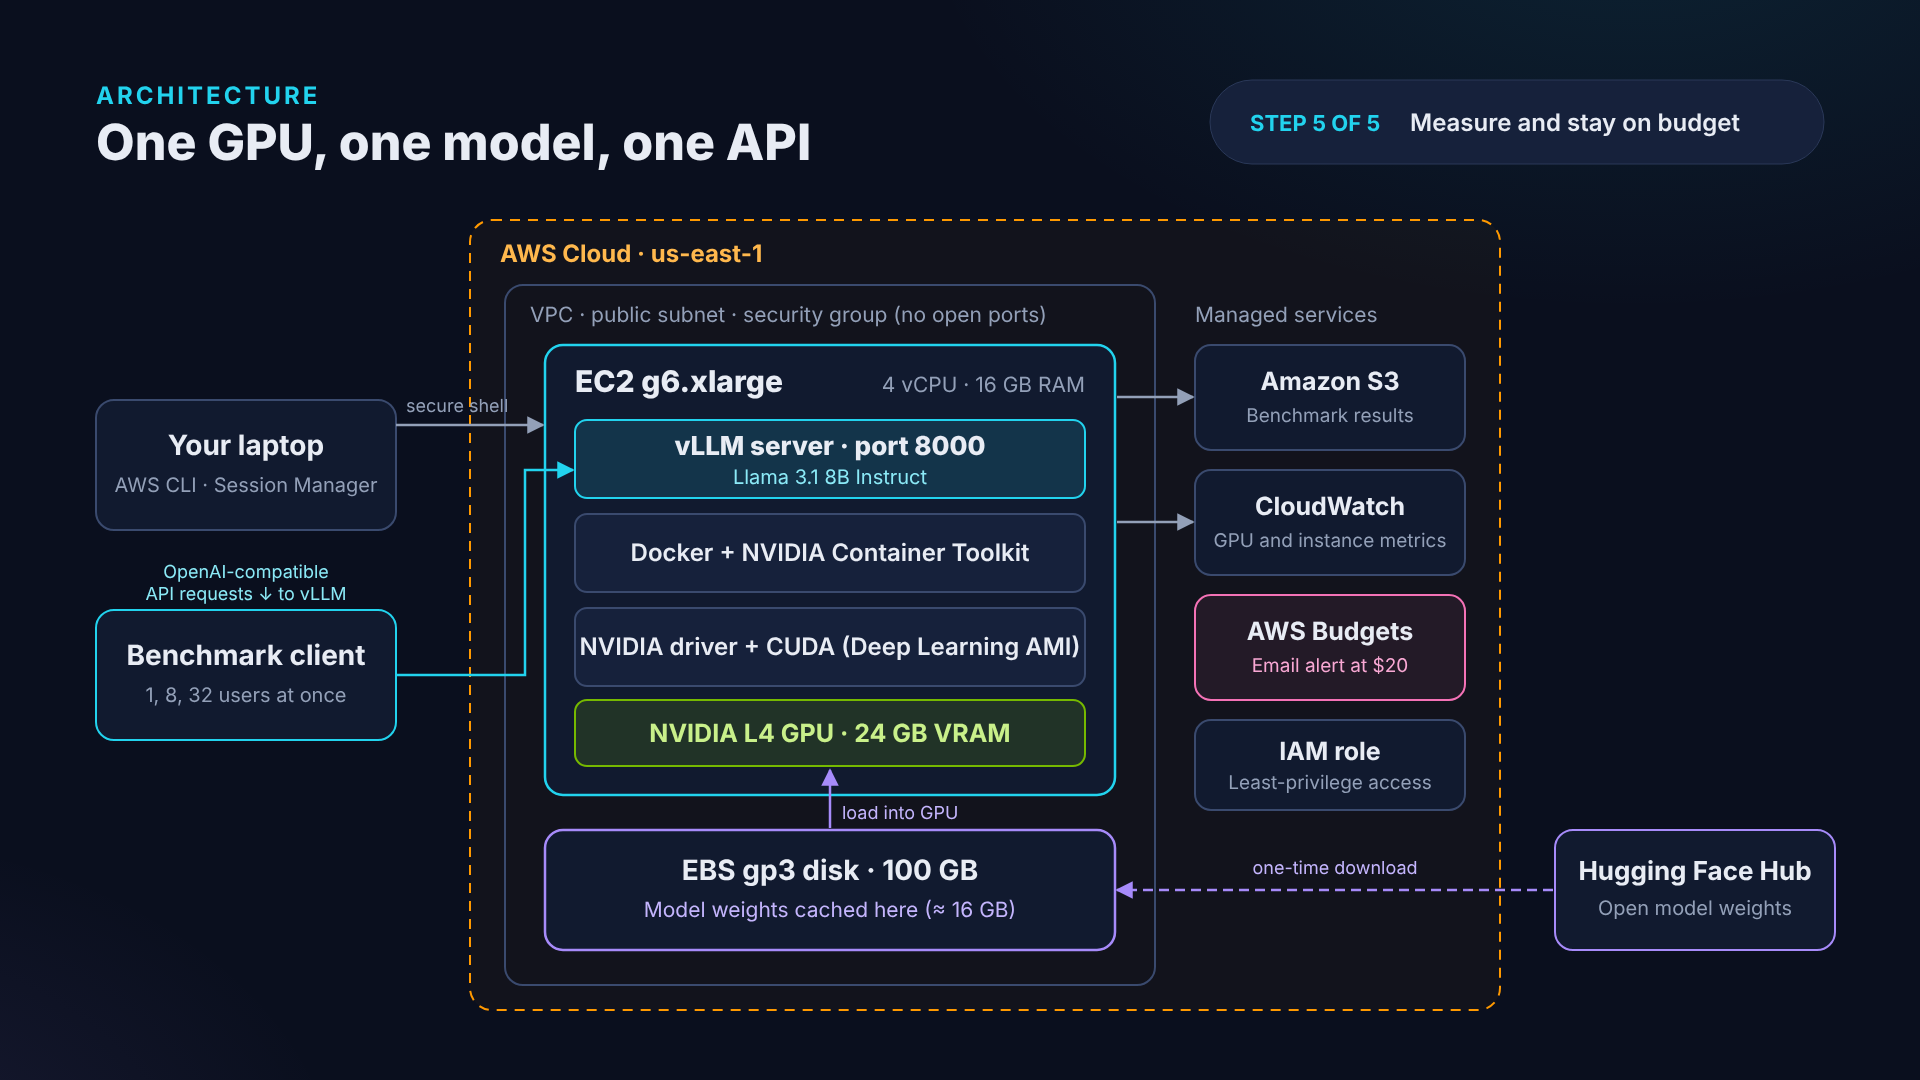 ARCHITECTURE
One GPU, one model, one API
STEP 5 OF 5 Measure and stay on budget
AWS Cloud · us-east-1
VPC · public subnet · security group (no open ports)
Managed services
EC2 g6.xlarge
4 vCPU · 16 GB RAM
vLLM server · port 8000
Llama 3.1 8B Instruct
Docker + NVIDIA Container Toolkit
NVIDIA driver + CUDA (Deep Learning AMI)
NVIDIA L4 GPU · 24 GB VRAM
load into GPU
EBS gp3 disk · 100 GB
Model weights cached here (≈ 16 GB)
secure shell
Your laptop
AWS CLI · Session Manager
OpenAI-compatible
API requests ↓ to vLLM
Benchmark client
1, 8, 32 users at once
Amazon S3
Benchmark results
CloudWatch
GPU and instance metrics
AWS Budgets
Email alert at $20
IAM role
Least-privilege access
one-time download
Hugging Face Hub
Open model weights